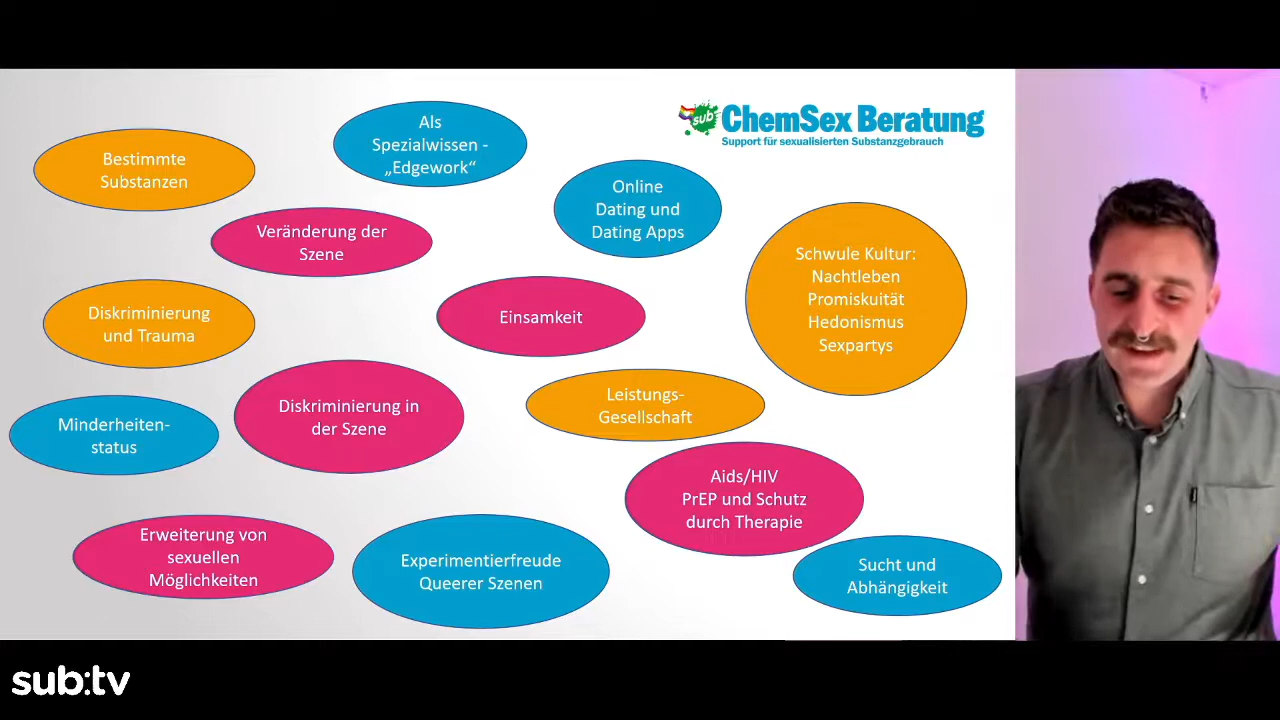 sub
ChemSex Beratung
Support für sexualisierten Substanzgebrauch
Als
Spezialwissen -
„Edgework“
Bestimmte
Substanzen
Online
Dating und
Dating Apps
Veränderung der
Szene
Schwule Kultur:
Nachtleben
Promiskuität
Hedonismus
Sexpartys
Diskriminierung
und Trauma
Einsamkeit
Diskriminierung in
der Szene
Leistungs-
Gesellschaft
Minderheiten-
status
Aids/HIV
PrEP und Schutz
durch Therapie
Erweiterung von
sexuellen
Möglichkeiten
Experimentierfreude
Queerer Szenen
Sucht und
Abhängigkeit
sub:tv